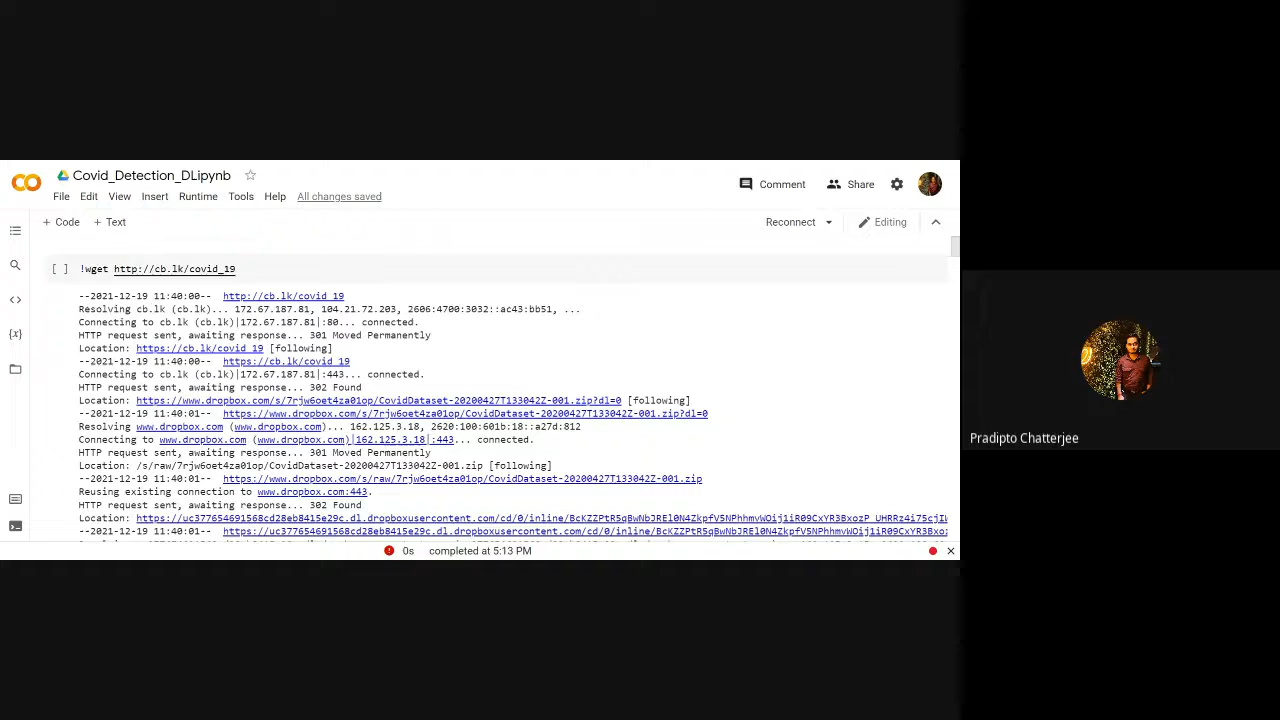 Covid_Detection_DLipynb
File Edit View Insert Runtime Tools Help All changes saved
Comment Share
+ Code + Text
Reconnect Editing
[ ] !wget http://cb.lk/covid_19
--2021-12-19 11:40:00-- http://cb.lk/covid_19
Resolving cb.lk (cb.lk)... 172.67.187.81, 104.21.72.203, 2606:4700:3032::ac43:bb51, ...
Connecting to cb.lk (cb.lk)|172.67.187.81|:80... connected.
HTTP request sent, awaiting response... 301 Moved Permanently
Location: https://cb.lk/covid_19 [following]
--2021-12-19 11:40:00-- https://cb.lk/covid_19
Connecting to cb.lk (cb.lk)|172.67.187.81|:443... connected.
HTTP request sent, awaiting response... 302 Found
Location: https://www.dropbox.com/s/7rjw6oet4za01op/CovidDataset-20200427T133042Z-001.zip?dl=0 [following]
--2021-12-19 11:40:01-- https://www.dropbox.com/s/7rjw6oet4za01op/CovidDataset-20200427T133042Z-001.zip?dl=0
Resolving www.dropbox.com (www.dropbox.com)... 162.125.3.18, 2620:100:601b:18::a27d:812
Connecting to www.dropbox.com (www.dropbox.com)|162.125.3.18|:443... connected.
HTTP request sent, awaiting response... 301 Moved Permanently
Location: /s/raw/7rjw6oet4za01op/CovidDataset-20200427T133042Z-001.zip [following]
--2021-12-19 11:40:01-- https://www.dropbox.com/s/raw/7rjw6oet4za01op/CovidDataset-20200427T133042Z-001.zip
Reusing existing connection to www.dropbox.com:443.
HTTP request sent, awaiting response... 302 Found
Location:
--2021-12-19 11:40:01--
0s completed at 5:13 PM
Pradipto Chatterjee